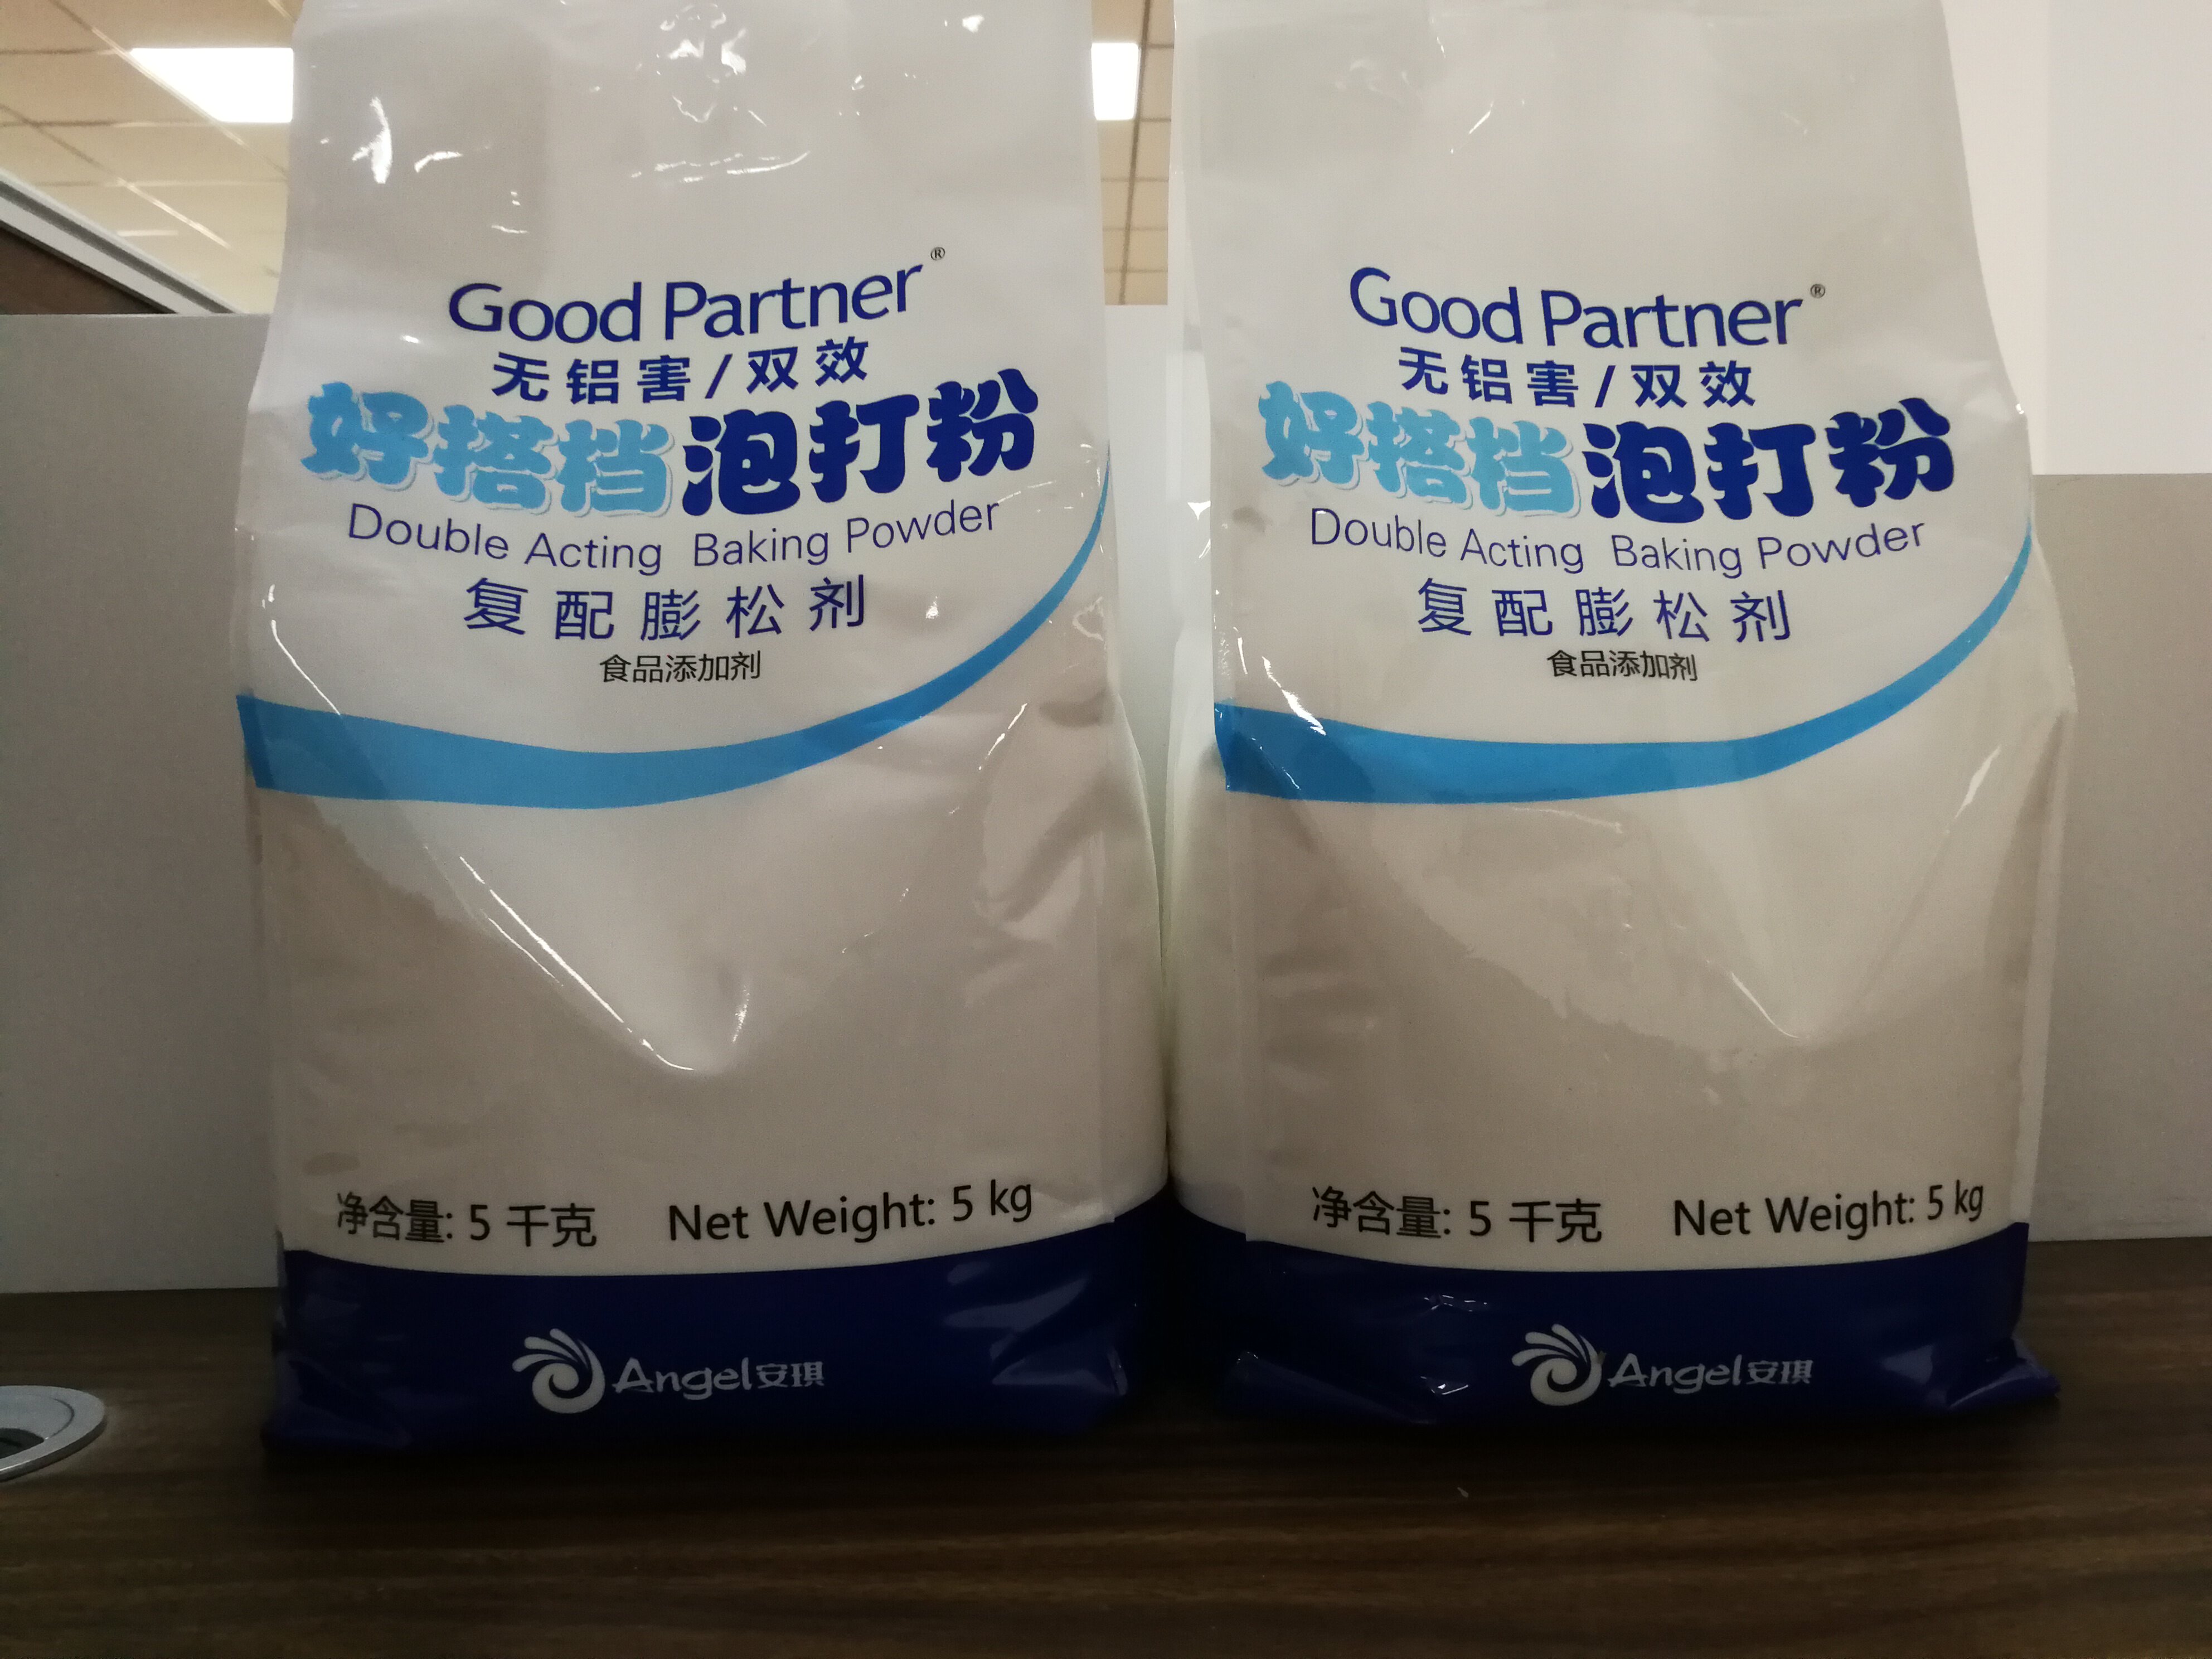 Good Partner®
无铝害/双效
好搭档泡打粉
Double Acting Baking Powder
复配膨松剂
食品添加剂
净含量: 5 千克 Net Weight: 5 kg
Angel安琪
Good Partner®
无铝害/双效
好搭档泡打粉
Double Acting Baking Powder
复配膨松剂
食品添加剂
净含量: 5 千克 Net Weight: 5 kg
Angel安琪